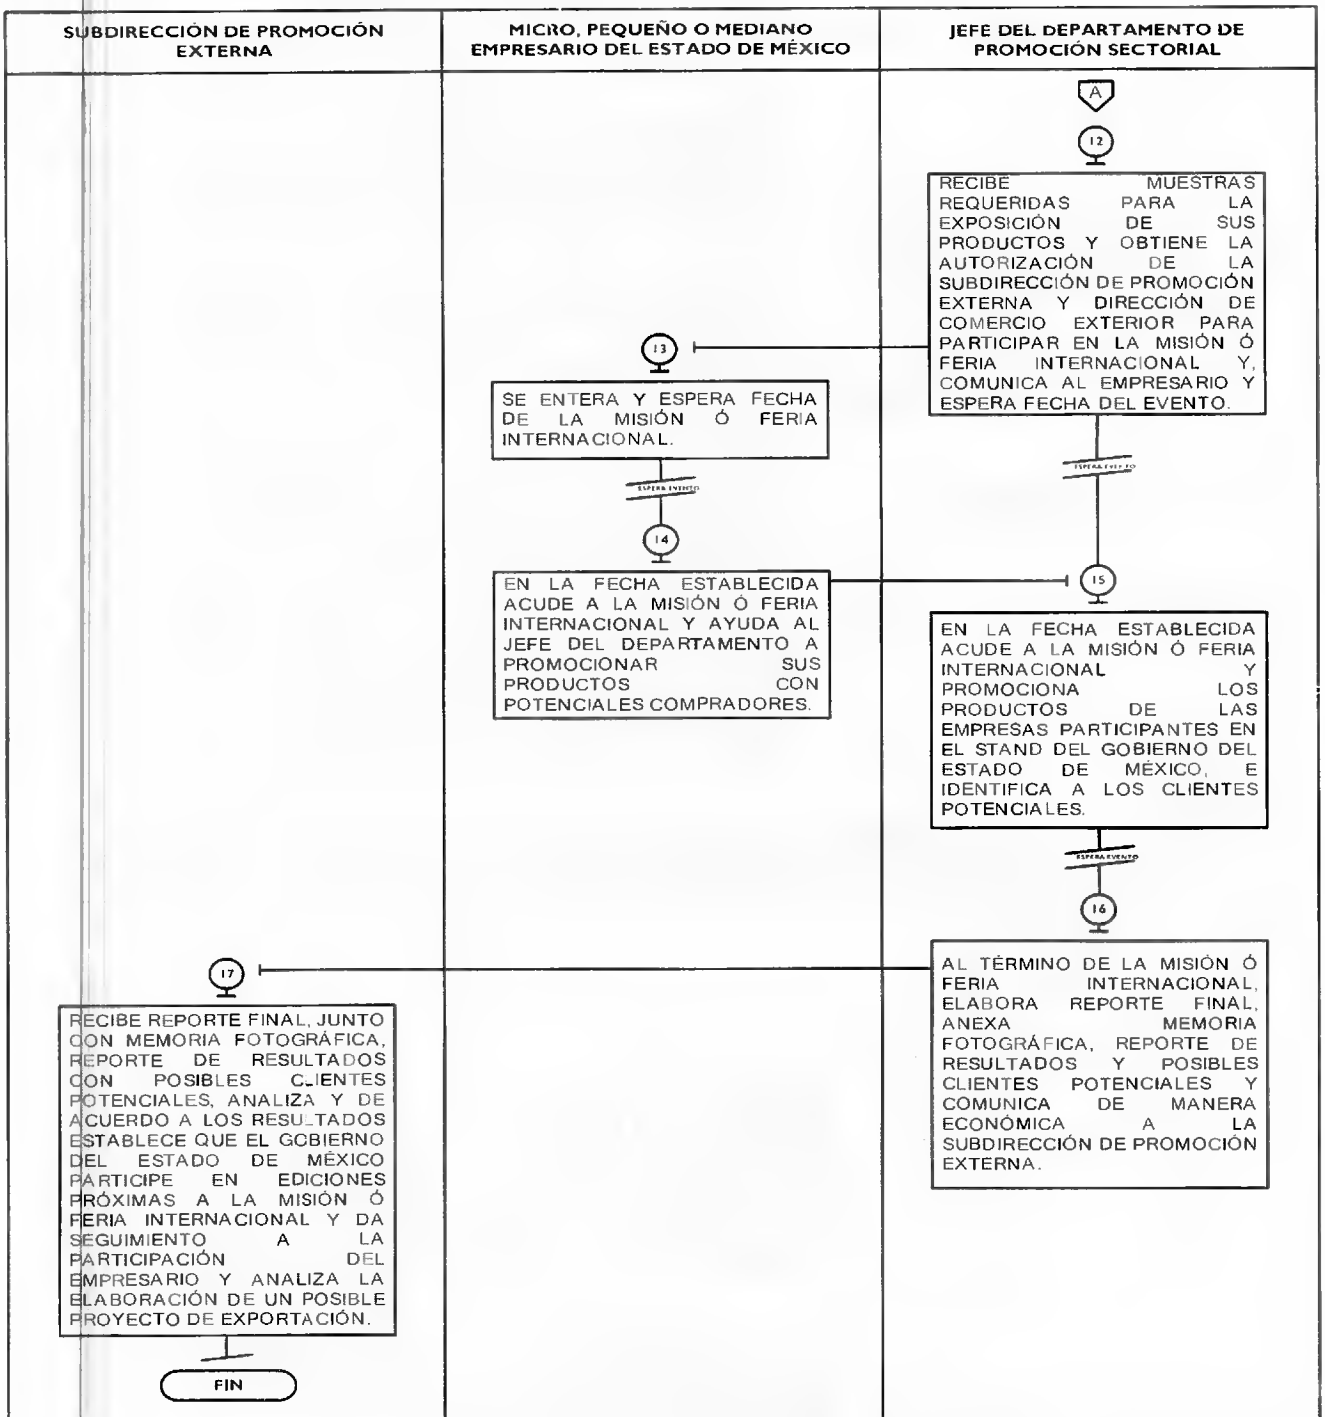 SUBDIRECCIÓN DE PROMOCIÓN
EXTERNA
MICRO, PEQUEÑO O MEDIANO
EMPRESARIO DEL ESTADO DE MÉXICO
JEFE DEL DEPARTAMENTO DE
PROMOCIÓN SECTORIAL
A
12
RECIBE MUESTRAS
REQUERIDAS PARA LA
EXPOSICIÓN DE SUS
PRODUCTOS Y OBTIENE LA
AUTORIZACIÓN DE LA
SUBDIRECCIÓN DE PROMOCIÓN
EXTERNA Y DIRECCIÓN DE
COMERCIO EXTERIOR PARA
PARTICIPAR EN LA MISIÓN Ó
FERIA INTERNACIONAL Y,
COMUNICA AL EMPRESARIO Y
ESPERA FECHA DEL EVENTO.
13
SE ENTERA Y ESPERA FECHA
DE LA MISIÓN Ó FERIA
INTERNACIONAL.
ESPERA EVENTO
ESPERA EVENTO
14
EN LA FECHA ESTABLECIDA
ACUDE A LA MISIÓN Ó FERIA
INTERNACIONAL Y AYUDA AL
JEFE DEL DEPARTAMENTO A
PROMOCIONAR SUS
PRODUCTOS CON
POTENCIALES COMPRADORES.
15
EN LA FECHA ESTABLECIDA
ACUDE A LA MISIÓN Ó FERIA
INTERNACIONAL Y
PROMOCIONA LOS
PRODUCTOS DE LAS
EMPRESAS PARTICIPANTES EN
EL STAND DEL GOBIERNO DEL
ESTADO DE MÉXICO, E
IDENTIFICA A LOS CLIENTES
POTENCIALES.
ESPERA EVENTO
16
AL TÉRMINO DE LA MISIÓN Ó
FERIA INTERNACIONAL,
ELABORA REPORTE FINAL,
ANEXA MEMORIA
FOTOGRÁFICA, REPORTE DE
RESULTADOS Y POSIBLES
CLIENTES POTENCIALES Y
COMUNICA DE MANERA
ECONÓMICA A LA
SUBDIRECCIÓN DE PROMOCIÓN
EXTERNA.
17
RECIBE REPORTE FINAL, JUNTO
CON MEMORIA FOTOGRÁFICA,
REPORTE DE RESULTADOS
CON POSIBLES CLIENTES
POTENCIALES, ANALIZA Y DE
ACUERDO A LOS RESULTADOS
ESTABLECE QUE EL GOBIERNO
DEL ESTADO DE MÉXICO
PARTICIPE EN EDICIONES
PRÓXIMAS A LA MISIÓN Ó
FERIA INTERNACIONAL Y DA
SEGUIMIENTO A LA
PARTICIPACIÓN DEL
EMPRESARIO Y ANALIZA LA
ELABORACIÓN DE UN POSIBLE
PROYECTO DE EXPORTACIÓN.
FIN